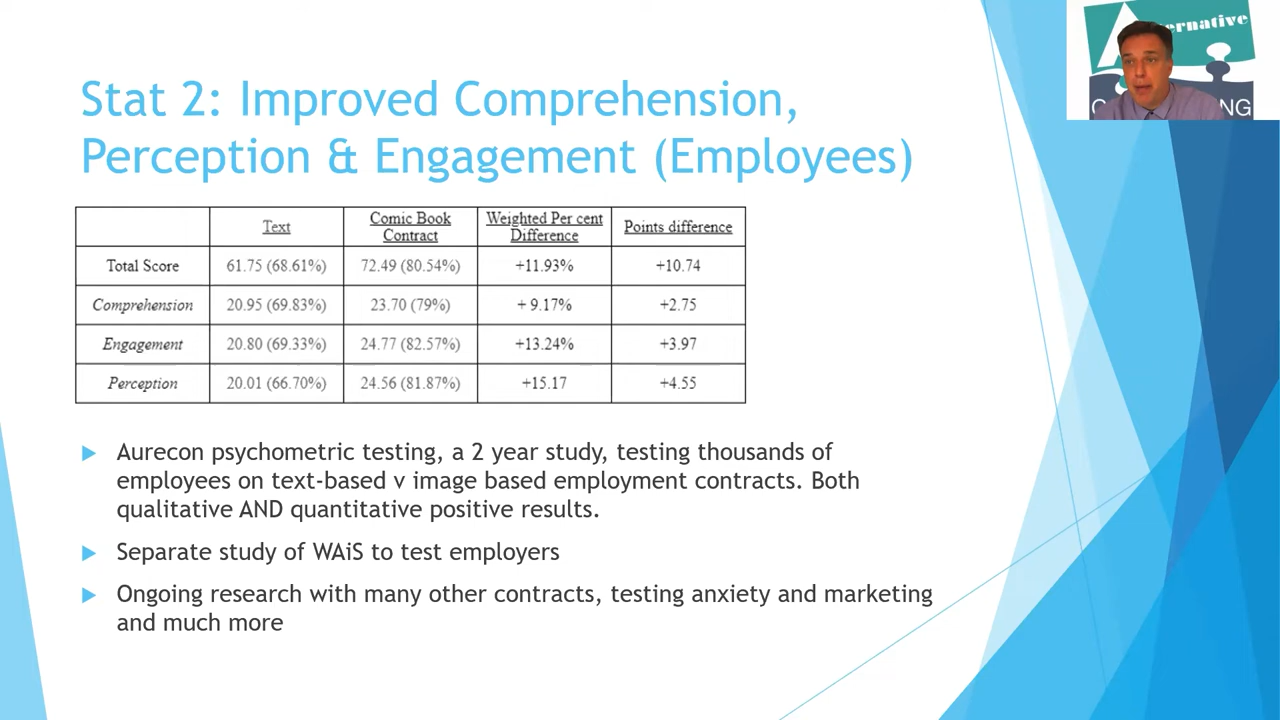 Alternative
NG
Stat 2: Improved Comprehension,
Perception & Engagement (Employees)
Text Comic Book Contract Weighted Per cent Difference Points difference
Total Score 61.75 (68.61%) 72.49 (80.54%) +11.93% +10.74
Comprehension 20.95 (69.83%) 23.70 (79%) + 9.17% +2.75
Engagement 20.80 (69.33%) 24.77 (82.57%) +13.24% +3.97
Perception 20.01 (66.70%) 24.56 (81.87%) +15.17 +4.55
Aurecon psychometric testing, a 2 year study, testing thousands of
employees on text-based v image based employment contracts. Both
qualitative AND quantitative positive results.
Separate study of WAiS to test employers
Ongoing research with many other contracts, testing anxiety and marketing
and much more